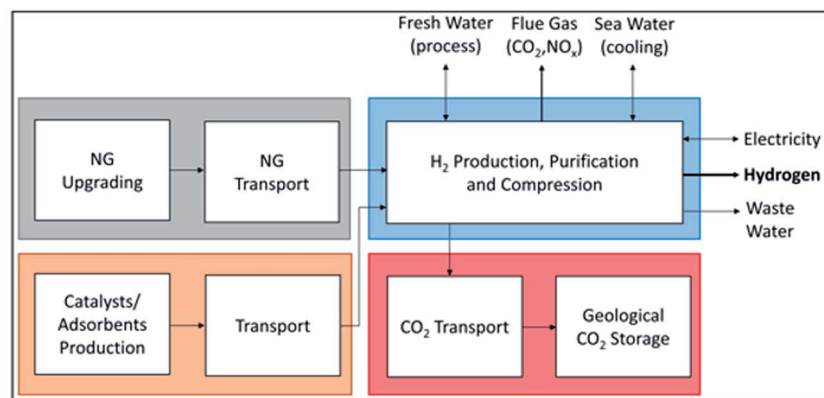 Fresh Water
(process)
Flue Gas
(CO₂,NOₓ)
Sea Water
(cooling)
NG
Upgrading
NG
Transport
H₂ Production, Purification
and Compression
Electricity
Hydrogen
Waste
Water
Catalysts/
Adsorbents
Production
Transport
CO₂ Transport
Geological
CO₂ Storage